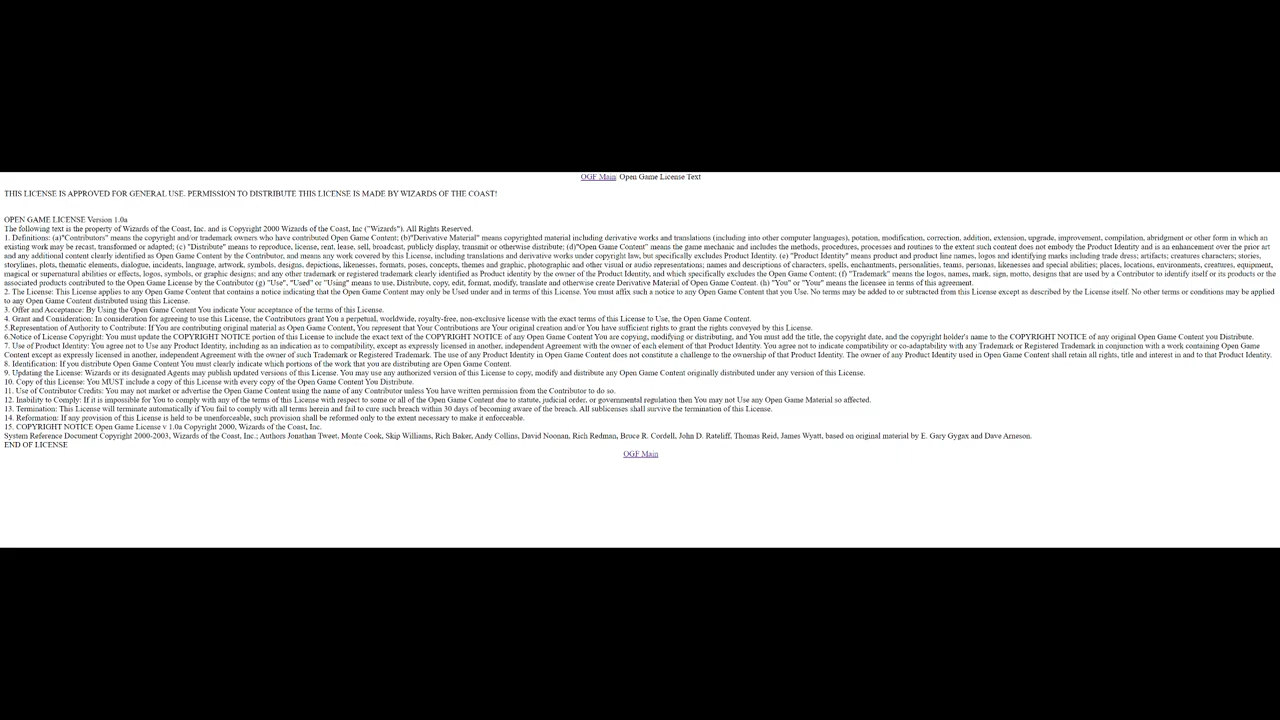 OGF Main Open Game License Text
THIS LICENSE IS APPROVED FOR GENERAL USE. PERMISSION TO DISTRIBUTE THIS LICENSE IS MADE BY WIZARDS OF THE COAST!
OPEN GAME LICENSE Version 1.0a
The following text is the property of Wizards of the Coast, Inc. and is Copyright 2000 Wizards of the Coast, Inc ("Wizards"). All Rights Reserved.
1. Definitions: (a)"Contributors" means the copyright and/or trademark owners who have contributed Open Game Content; (b)"Derivative Material" means copyrighted material including derivative works and translations (including into other computer languages), potation, modification, correction, addition, extension, upgrade, improvement, compilation, abridgment or other form in which an
existing work may be recast, transformed or adapted; (c) "Distribute" means to reproduce, license, rent, lease, sell, broadcast, publicly display, transmit or otherwise distribute; (d)"Open Game Content" means the game mechanic and includes the methods, procedures, processes and routines to the extent such content does not embody the Product Identity and is an enhancement over the prior art
and any additional content clearly identified as Open Game Content by the Contributor, and means any work covered by this License, including translations and derivative works under copyright law, but specifically excludes Product Identity. (e) "Product Identity" means product and product line names, logos and identifying marks including trade dress; artifacts; creatures characters; stories,
storylines, plots, thematic elements, dialogue, incidents, language, artwork, symbols, designs, depictions, likenesses, formats, poses, concepts, themes and graphic, photographic and other visual or audio representations; names and descriptions of characters, spells, enchantments, personalities, teams, personas, likenesses and special abilities; places, locations, environments, creatures, equipment,
magical or supernatural abilities or effects, logos, symbols, or graphic designs; and any other trademark or registered trademark clearly identified as Product identity by the owner of the Product Identity, and which specifically excludes the Open Game Content; (f) "Trademark" means the logos, names, mark, sign, motto, designs that are used by a Contributor to identify itself or its products or the
associated products contributed to the Open Game License by the Contributor (g) "Use", "Used" or "Using" means to use, Distribute, copy, edit, format, modify, translate and otherwise create Derivative Material of Open Game Content. (h) "You" or "Your" means the licensee in terms of this agreement.
2. The License: This License applies to any Open Game Content that contains a notice indicating that the Open Game Content may only be Used under and in terms of this License. You must affix such a notice to any Open Game Content that you Use. No terms may be added to or subtracted from this License except as described by the License itself. No other terms or conditions may be applied
to any Open Game Content distributed using this License.
3. Offer and Acceptance: By Using the Open Game Content You indicate Your acceptance of the terms of this License.
4. Grant and Consideration: In consideration for agreeing to use this License, the Contributors grant You a perpetual, worldwide, royalty-free, non-exclusive license with the exact terms of this License to Use, the Open Game Content.
5.Representation of Authority to Contribute: If You are contributing original material as Open Game Content, You represent that Your Contributions are Your original creation and/or You have sufficient rights to grant the rights conveyed by this License.
6.Notice of License Copyright: You must update the COPYRIGHT NOTICE portion of this License to include the exact text of the COPYRIGHT NOTICE of any Open Game Content You are copying, modifying or distributing, and You must add the title, the copyright date, and the copyright holder's name to the COPYRIGHT NOTICE of any original Open Game Content you Distribute.
7. Use of Product Identity: You agree not to Use any Product Identity, including as an indication as to compatibility, except as expressly licensed in another, independent Agreement with the owner of each element of that Product Identity. You agree not to indicate compatibility or co-adaptability with any Trademark or Registered Trademark in conjunction with a work containing Open Game
Content except as expressly licensed in another, independent Agreement with the owner of such Trademark or Registered Trademark. The use of any Product Identity in Open Game Content does not constitute a challenge to the ownership of that Product Identity. The owner of any Product Identity used in Open Game Content shall retain all rights, title and interest in and to that Product Identity.
8. Identification: If you distribute Open Game Content You must clearly indicate which portions of the work that you are distributing are Open Game Content.
9. Updating the License: Wizards or its designated Agents may publish updated versions of this License. You may use any authorized version of this License to copy, modify and distribute any Open Game Content originally distributed under any version of this License.
10. Copy of this License: You MUST include a copy of this License with every copy of the Open Game Content You Distribute.
11. Use of Contributor Credits: You may not market or advertise the Open Game Content using the name of any Contributor unless You have written permission from the Contributor to do so.
12. Inability to Comply: If it is impossible for You to comply with any of the terms of this License with respect to some or all of the Open Game Content due to statute, judicial order, or governmental regulation then You may not Use any Open Game Material so affected.
13. Termination: This License will terminate automatically if You fail to comply with all terms herein and fail to cure such breach within 30 days of becoming aware of the breach. All sublicenses shall survive the termination of this License.
14. Reformation: If any provision of this License is held to be unenforceable, such provision shall be reformed only to the extent necessary to make it enforceable.
15. COPYRIGHT NOTICE Open Game License v 1.0a Copyright 2000, Wizards of the Coast, Inc.
System Reference Document Copyright 2000-2003, Wizards of the Coast, Inc.; Authors Jonathan Tweet, Monte Cook, Skip Williams, Rich Baker, Andy Collins, David Noonan, Rich Redman, Bruce R. Cordell, John D. Rateliff, Thomas Reid, James Wyatt, based on original material by E. Gary Gygax and Dave Arneson.
END OF LICENSE
OGF Main